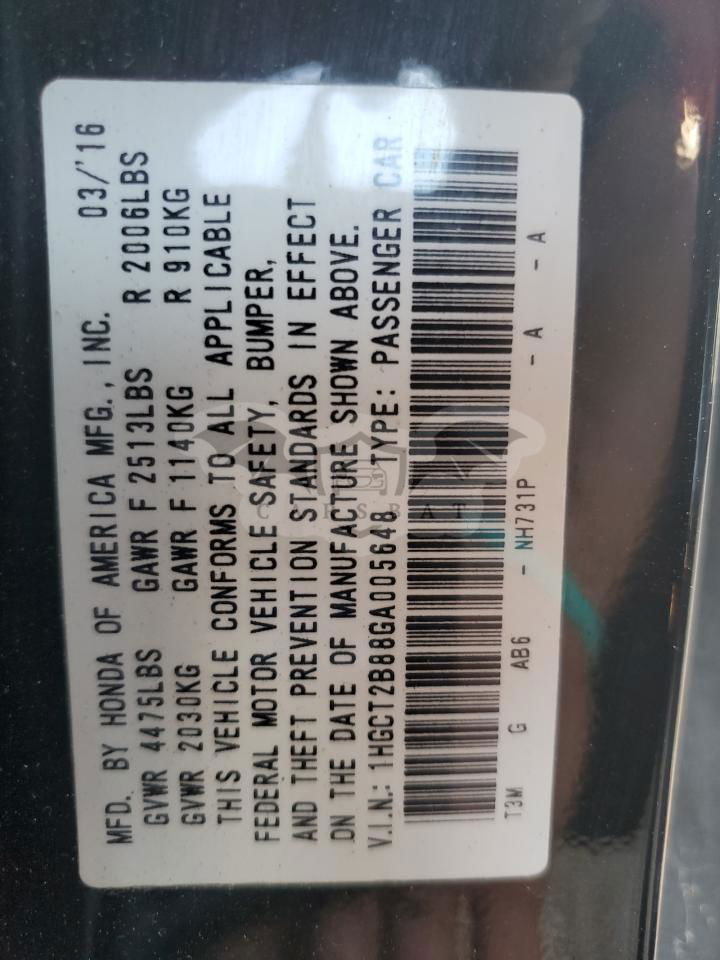 MFD. BY HONDA OF AMERICA MFG., INC. 03/'16
GVWR 4475LBS GAWR F 2513LBS R 2006LBS
GVWR 2030KG GAWR F 1140KG R 910KG
THIS VEHICLE CONFORMS TO ALL APPLICABLE
FEDERAL MOTOR VEHICLE SAFETY, BUMPER,
AND THEFT PREVENTION STANDARDS IN EFFECT
ON THE DATE OF MANUFACTURE SHOWN ABOVE.
V.I.N.: 1HGCT2B88GA005648 TYPE: PASSENGER CAR
T3M G AB6 - NH731P - A - A
CARSBAT